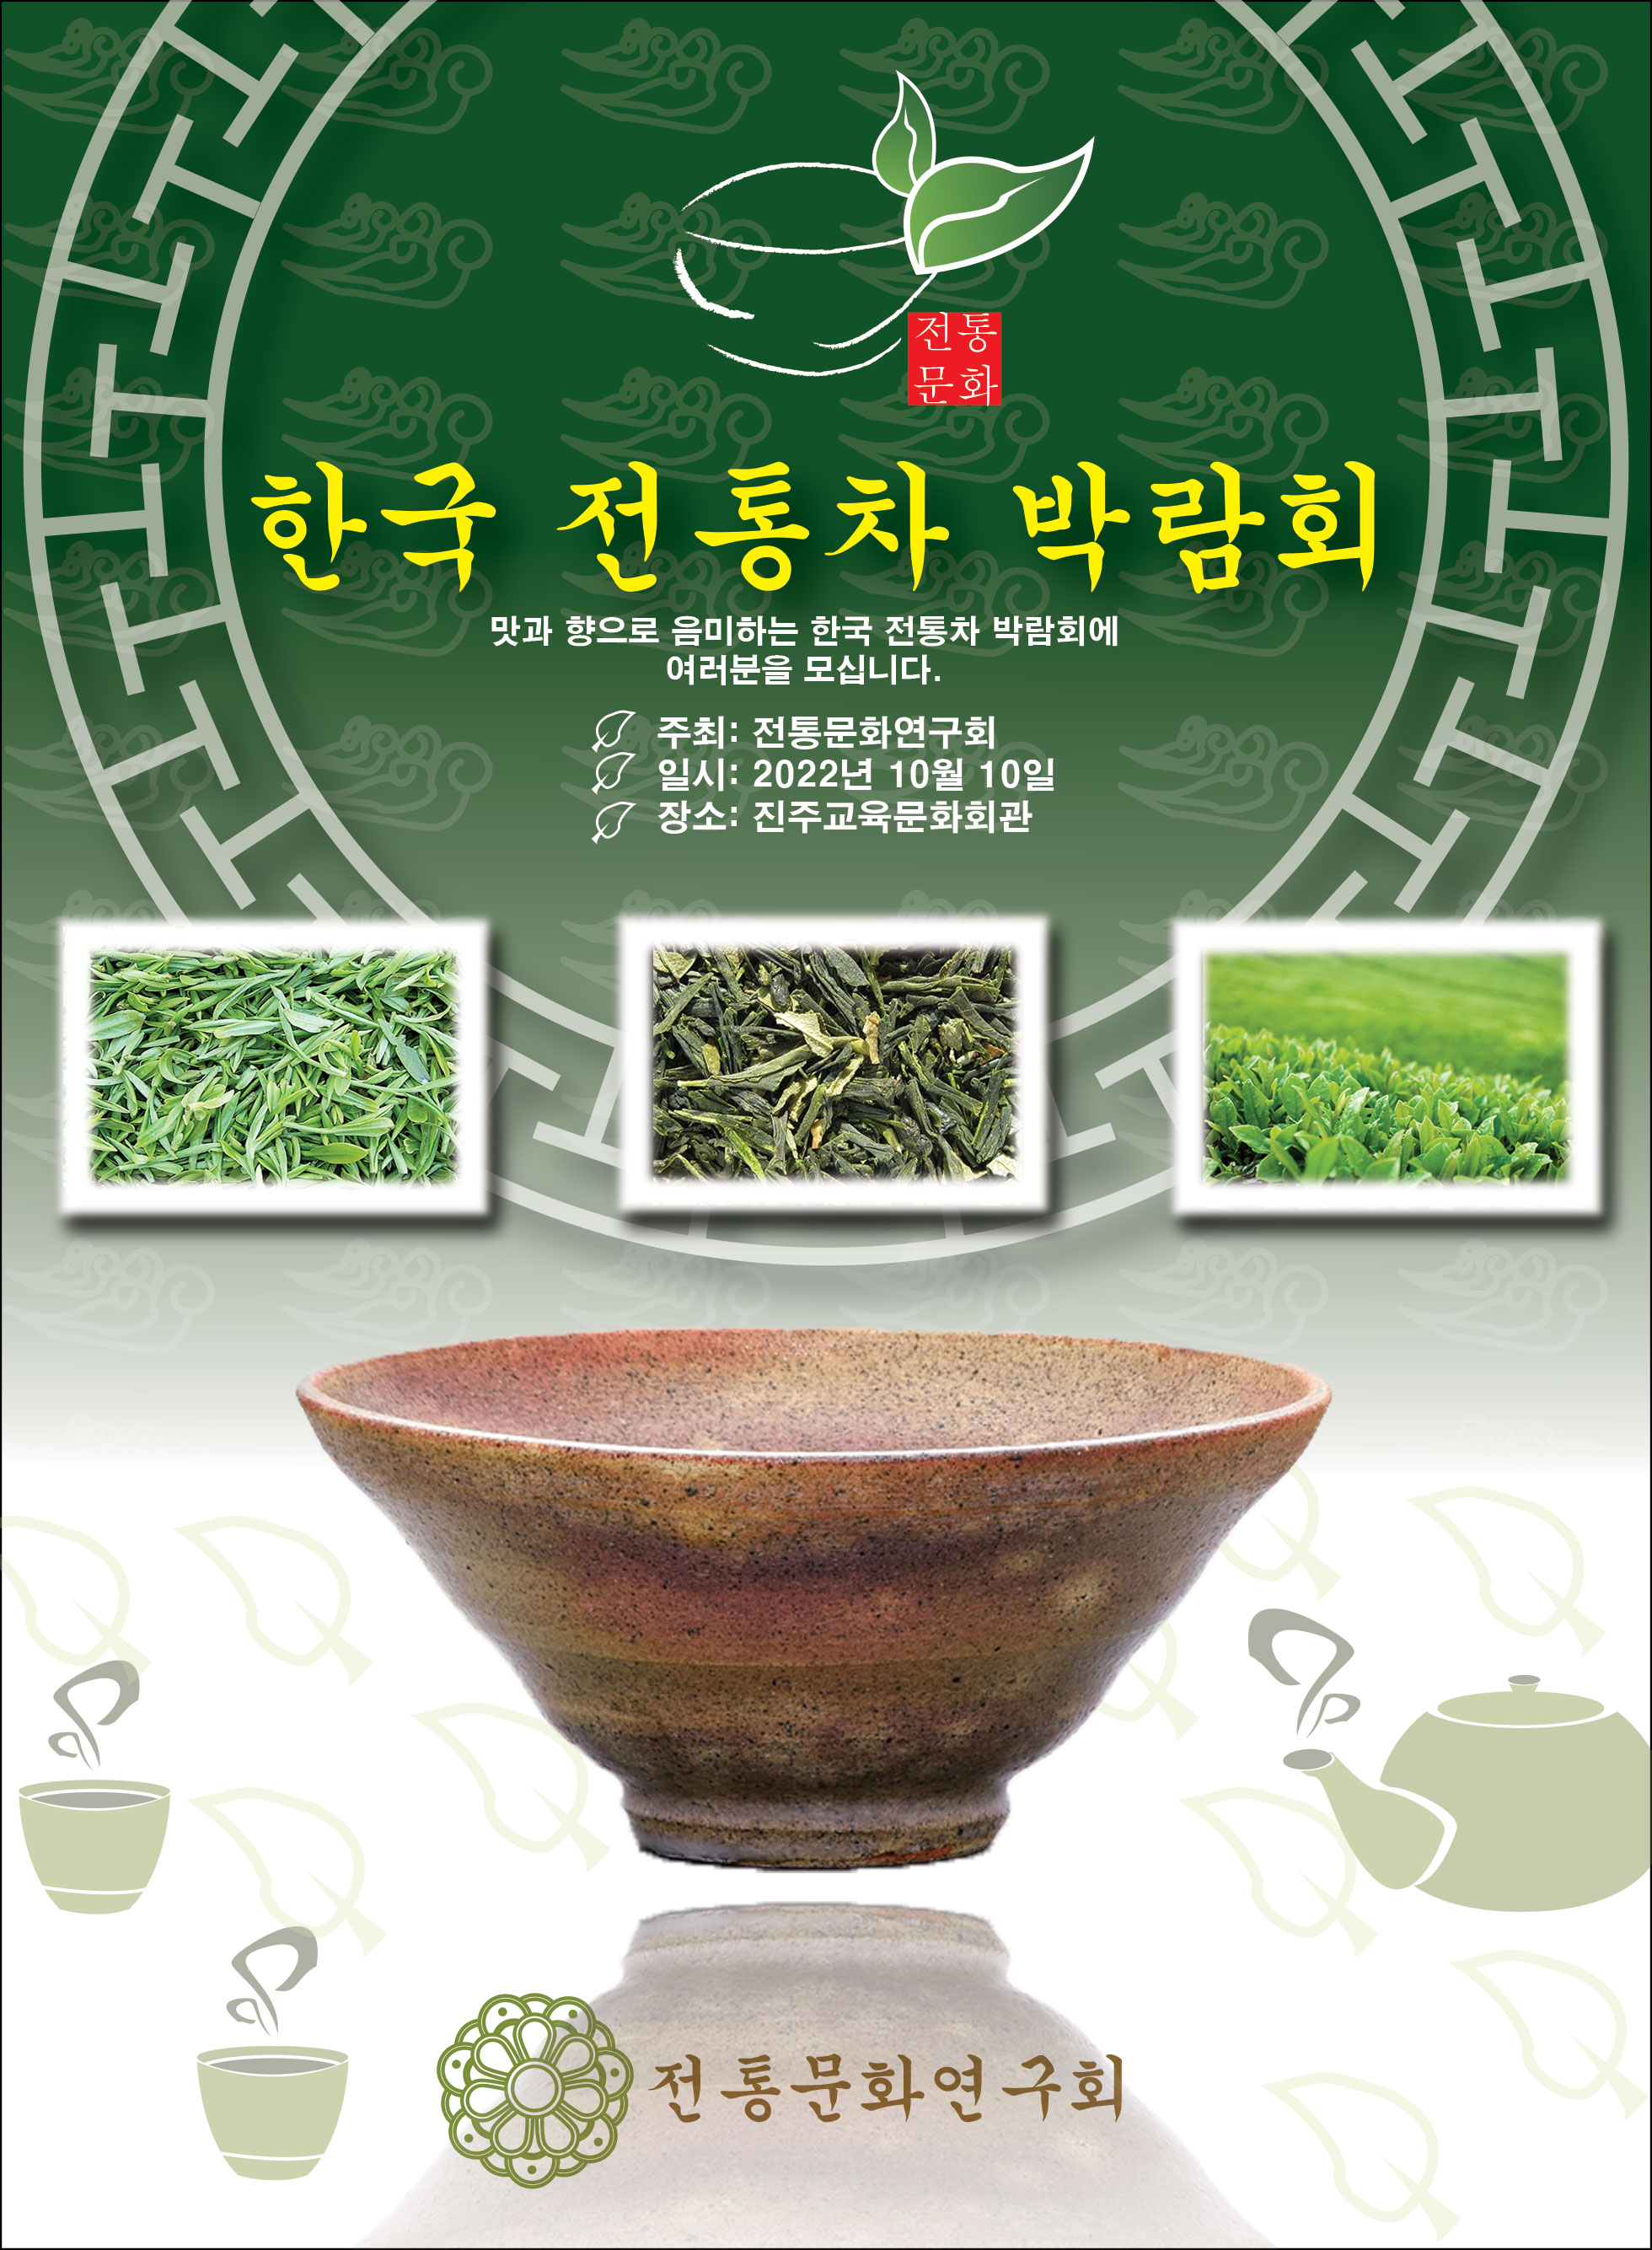 전통
문화
한국 전통차 박람회
맛과 향으로 음미하는 한국 전통차 박람회에
여러분을 모십니다.
주최: 전통문화연구회
일시: 2022년 10월 10일
장소: 진주교육문화회관
전통문화연구회